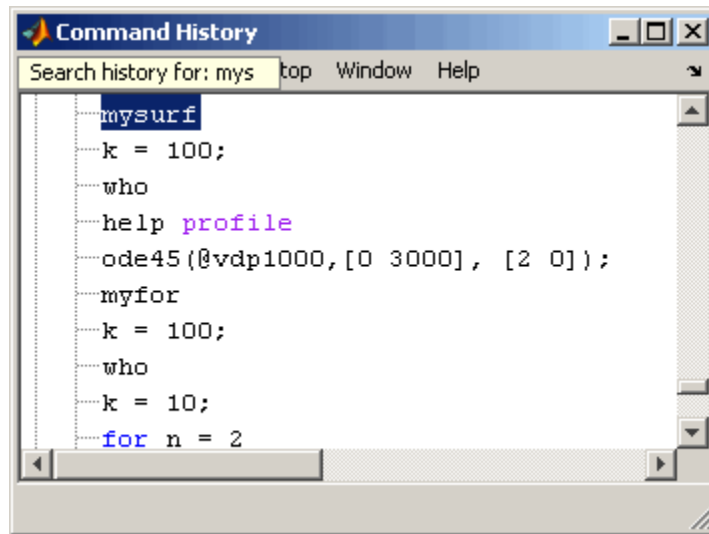 Command History
Search history for: mys top Window Help
mysurf
k = 100;
who
help profile
ode45(@vdp1000,[0 3000], [2 0]);
myfor
k = 100;
who
k = 10;
for n = 2